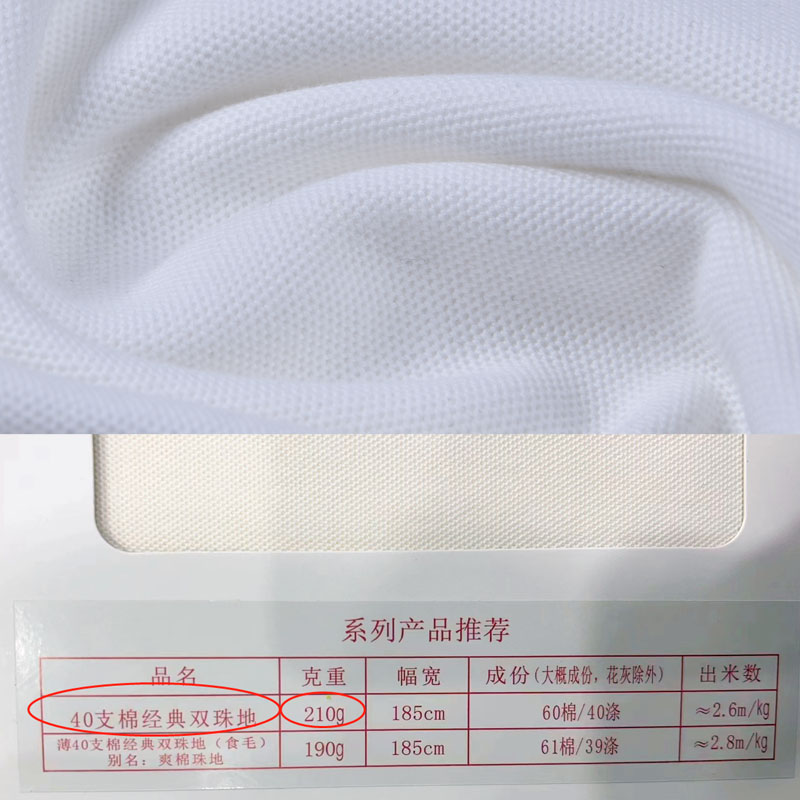 系列产品推荐
品名 克重 幅宽 成份(大概成份,花灰除外) 出米数
40支棉经典双珠地 210g 185cm 60棉/40涤 ≈2.6m/kg
薄40支棉经典双珠地(食毛)
别名:爽棉珠地 190g 185cm 61棉/39涤 ≈2.8m/kg